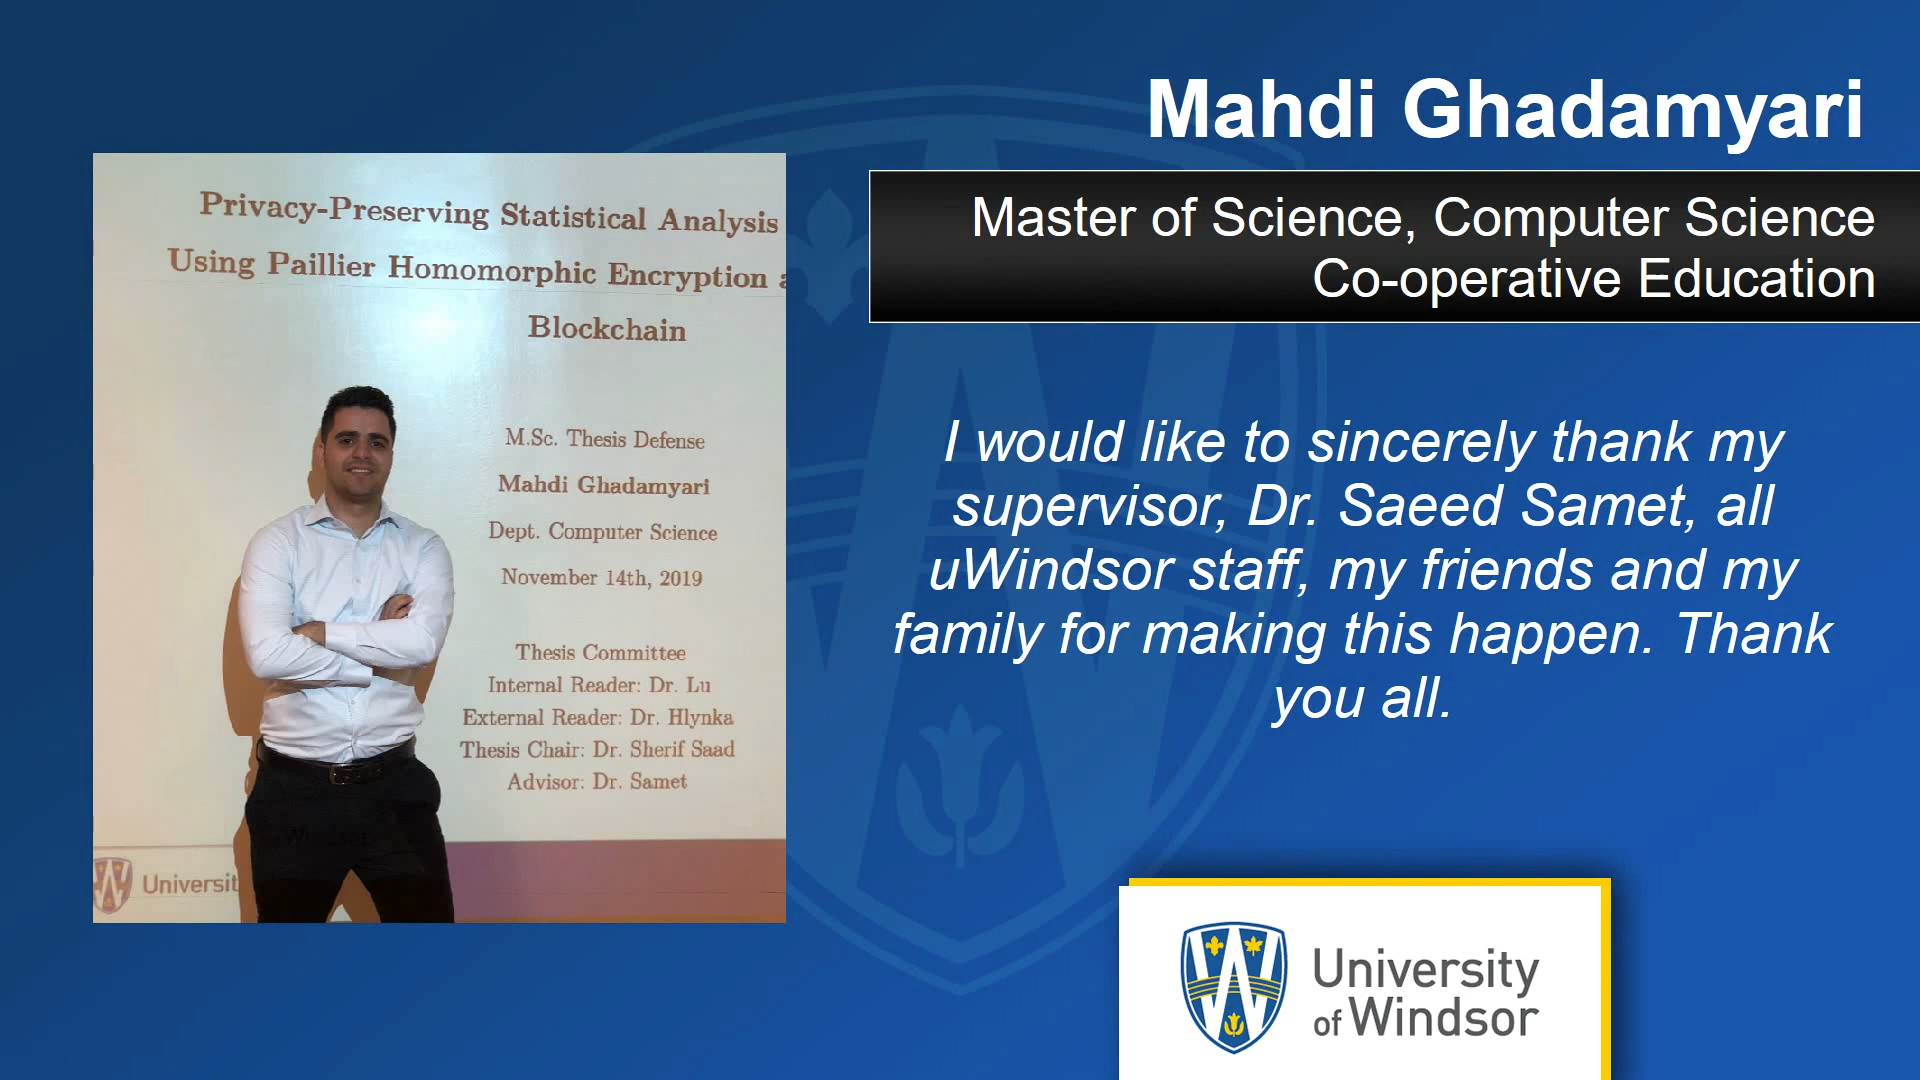 Mahdi Ghadamyari
Master of Science, Computer Science
Co-operative Education
I would like to sincerely thank my
supervisor, Dr. Saeed Samet, all
uWindsor staff, my friends and my
family for making this happen. Thank
you all.
Privacy-Preserving Statistical Analysis
Using Paillier Homomorphic Encryption
Blockchain
M.Sc. Thesis Defense
Mahdi Ghadamyari
Dept. Computer Science
November 14th, 2019
Thesis Committee
Internal Reader: Dr. Lu
External Reader: Dr. Hlynka
Thesis Chair: Dr. Sherif Saad
Advisor: Dr. Samet
Universit
Windsor
University
of Windsor